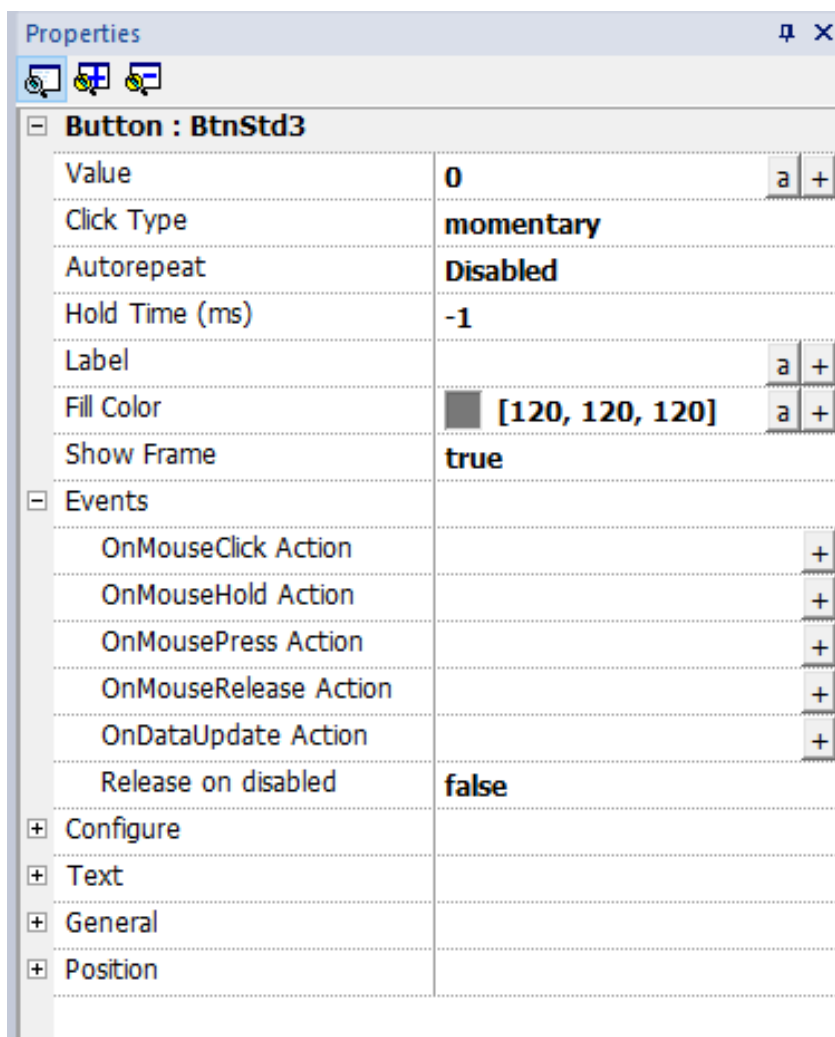 Properties
Button : BtnStd3
Value 0 a +
Click Type momentary
Autorepeat Disabled
Hold Time (ms) -1
Label a +
Fill Color [120, 120, 120] a +
Show Frame true
Events
OnMouseClick Action +
OnMouseHold Action +
OnMousePress Action +
OnMouseRelease Action +
OnDataUpdate Action +
Release on disabled false
Configure
Text
General
Position